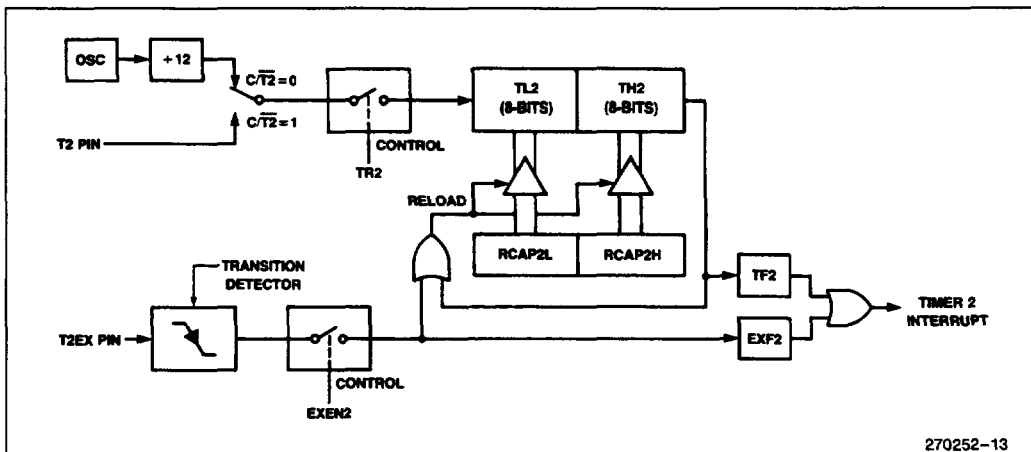 OSC
÷12
C/T2̅=0
C/T2̅=1
T2 PIN
CONTROL
TR2
TL2
(8-BITS)
TH2
(8-BITS)
RELOAD
RCAP2L
RCAP2H
TRANSITION
DETECTOR
T2EX PIN
CONTROL
EXEN2
TF2
EXF2
TIMER 2
INTERRUPT
270252-13